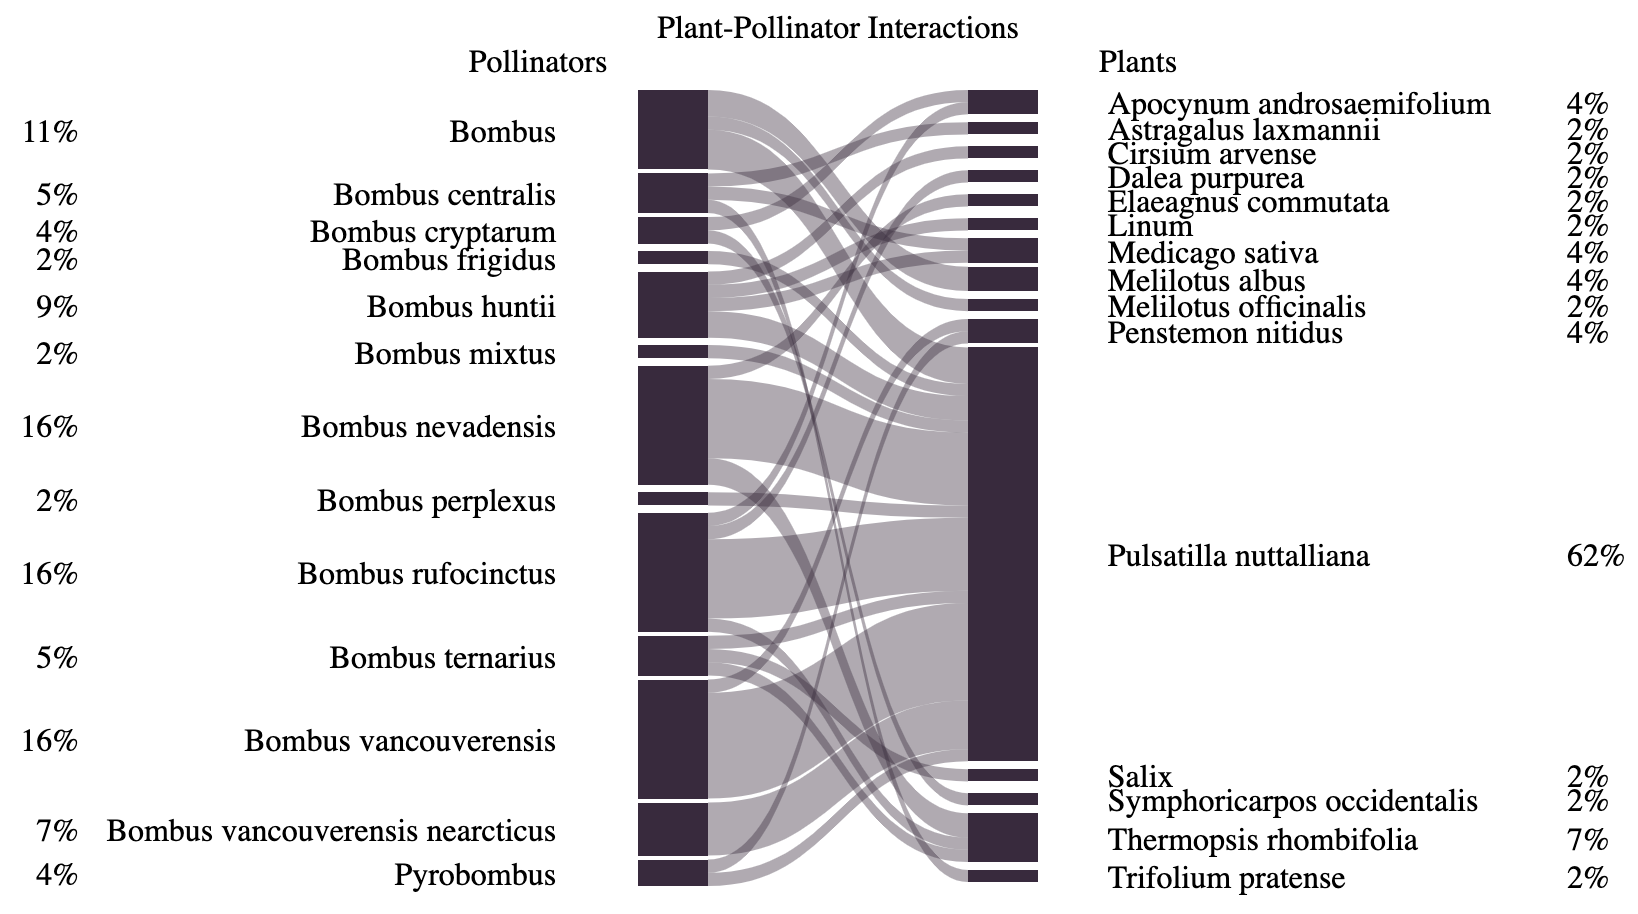 Plant-Pollinator Interactions
Pollinators
Plants
11% Bombus
5% Bombus centralis
4% Bombus cryptarum
2% Bombus frigidus
9% Bombus huntii
2% Bombus mixtus
16% Bombus nevadensis
2% Bombus perplexus
16% Bombus rufocinctus
5% Bombus ternarius
16% Bombus vancouverensis
7% Bombus vancouverensis nearcticus
4% Pyrobombus
Apocynum androsaemifolium 4%
Astragalus laxmannii 2%
Cirsium arvense 2%
Dalea purpurea 2%
Elaeagnus commutata 2%
Linum 2%
Medicago sativa 4%
Melilotus albus 4%
Melilotus officinalis 2%
Penstemon nitidus 4%
Pulsatilla nuttalliana 62%
Salix 2%
Symphoricarpos occidentalis 2%
Thermopsis rhombifolia 7%
Trifolium pratense 2%